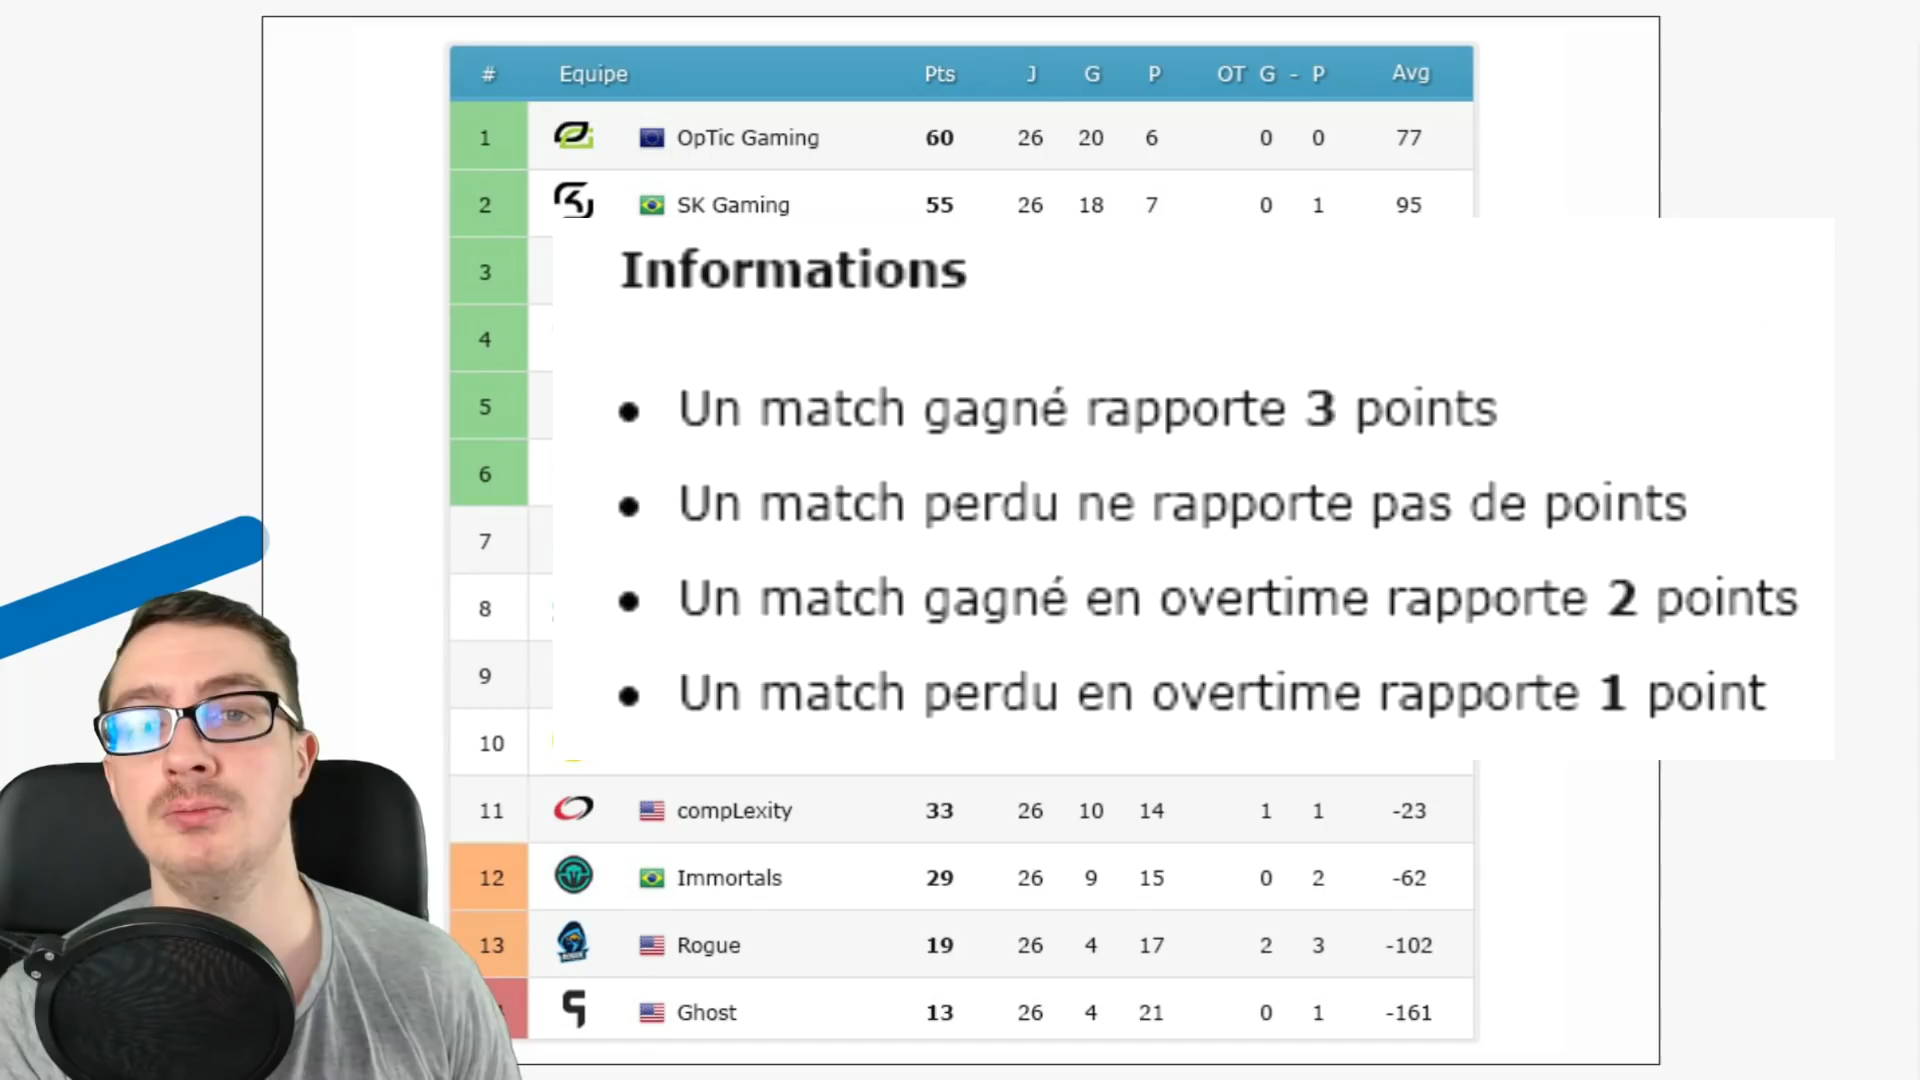 # Equipe Pts J G P OT G - P Avg
1 OpTic Gaming 60 26 20 6 0 0 77
2 SK Gaming 55 26 18 7 0 1 95
3
4
5
6
7
8
9
10
Informations
• Un match gagné rapporte 3 points
• Un match perdu ne rapporte pas de points
• Un match gagné en overtime rapporte 2 points
• Un match perdu en overtime rapporte 1 point
11 compLexity 33 26 10 14 1 1 -23
12 Immortals 29 26 9 15 0 2 -62
13 Rogue 19 26 4 17 2 3 -102
Ghost 13 26 4 21 0 1 -161